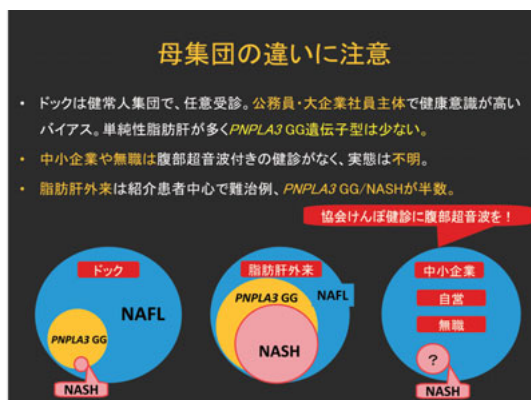 母集団の違いに注意
• ドックは健常人集団で、任意受診。公務員・大企業社員主体で健康意識が高い
バイアス。単純性脂肪肝が多くPNPLA3 GG遺伝子型は少ない。
• 中小企業や無職は腹部超音波付きの健診がなく、実態は不明。
• 脂肪肝外来は紹介患者中心で難治例、PNPLA3 GG/NASHが半数。
協会けんぽ健診に腹部超音波を！
ドック
NAFL
PNPLA3 GG
NASH
脂肪肝外来
PNPLA3 GG
NAFL
NASH
中小企業
自営
無職
?
NASH